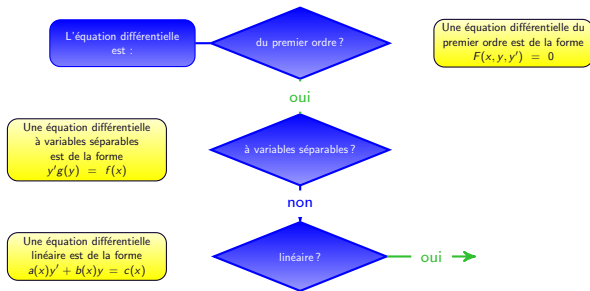 L'équation différentielle
est :
du premier ordre ?
Une équation différentielle du
premier ordre est de la forme
F(x, y, y′) = 0
oui
Une équation différentielle
à variables séparables
est de la forme
y′g(y) = f(x)
à variables séparables ?
non
Une équation différentielle
linéaire est de la forme
a(x)y′ + b(x)y = c(x)
linéaire ?
oui